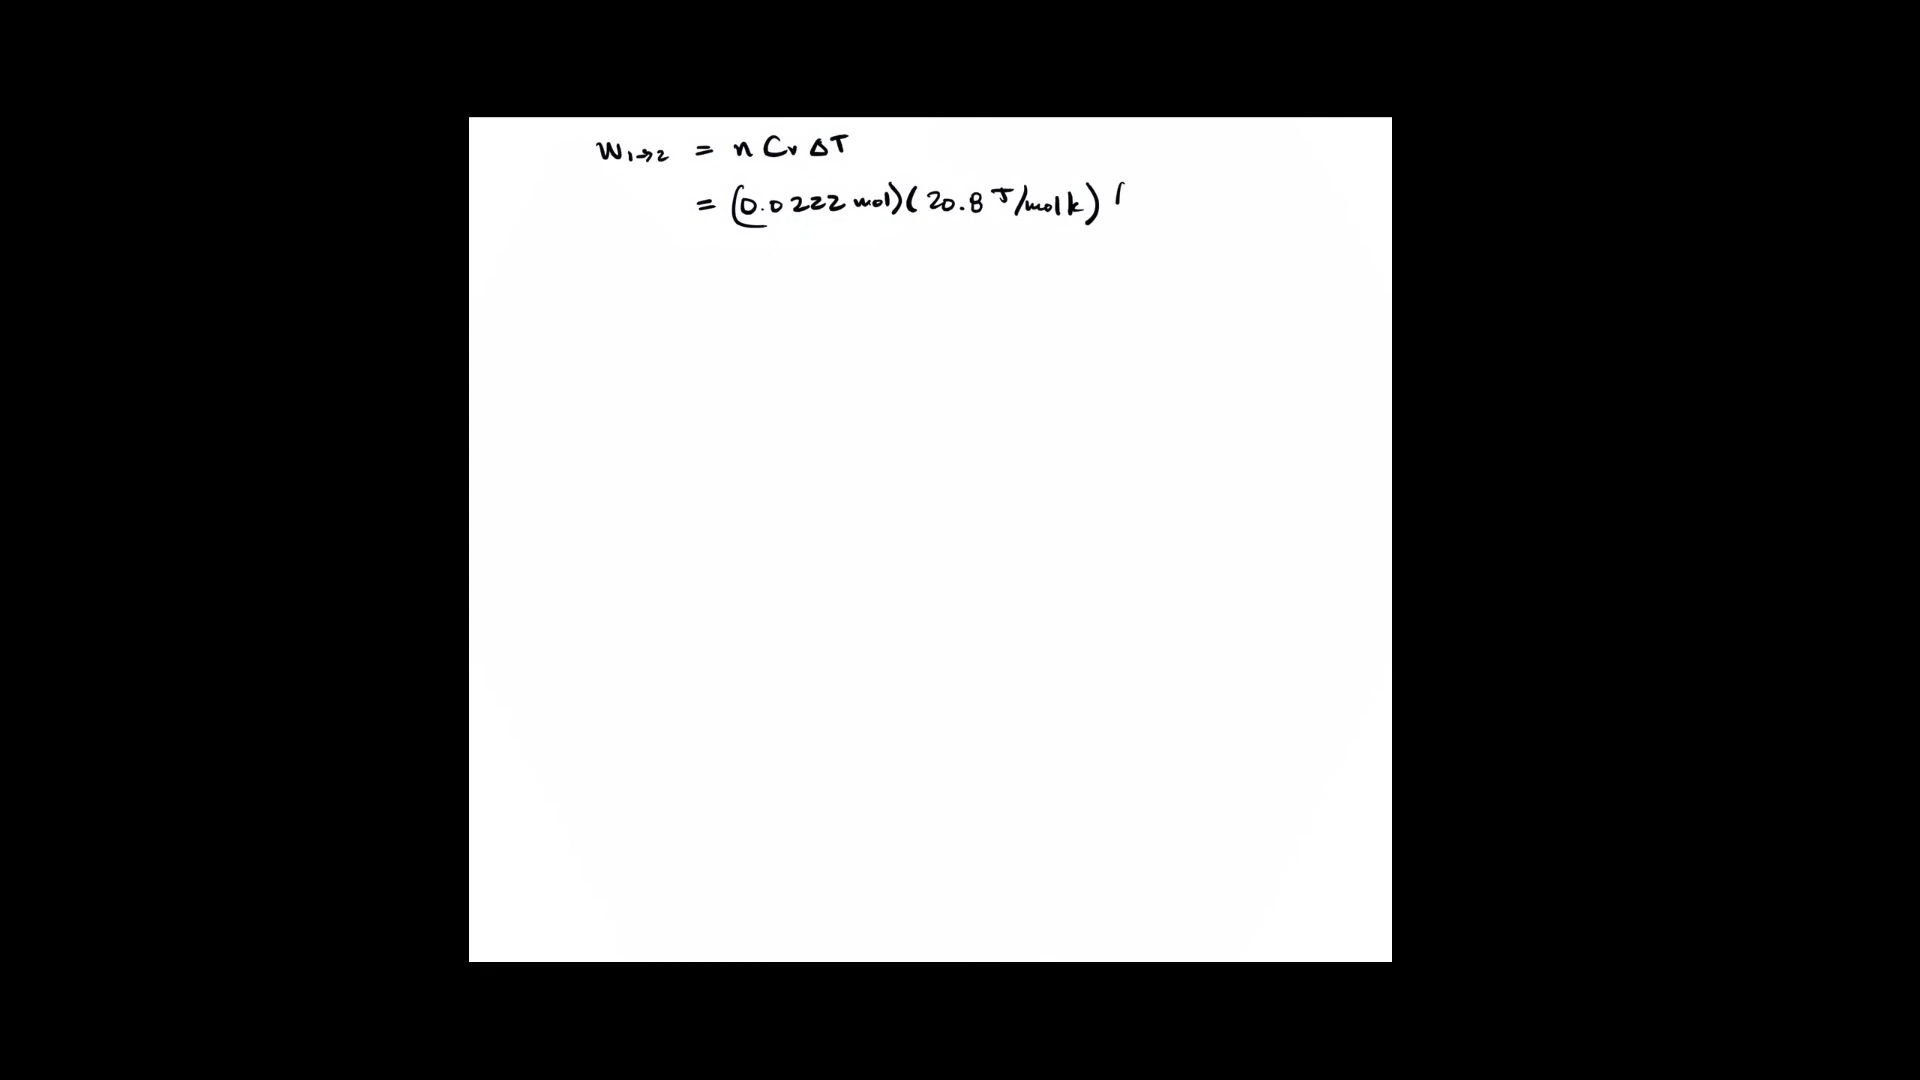 W₁→₂ = n Cv ΔT
= (0.0222 mol)(20.8 J/mol k) (